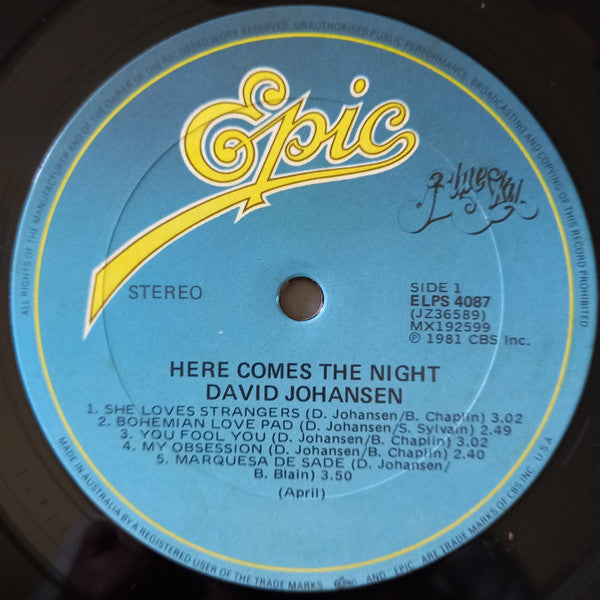 ALL RIGHTS OF THE MANUFACTURER AND OF THE OWNER OF THE RECORDED WORK RESERVED. UNAUTHORISED PUBLIC PERFORMANCE, BROADCASTING AND COPYING OF THIS RECORD PROHIBITED
Epic
STEREO
SIDE 1
ELPS 4087
(JZ36589)
MX192599
℗ 1981 CBS Inc.
HERE COMES THE NIGHT
DAVID JOHANSEN
1. SHE LOVES STRANGERS (D. Johansen/B. Chaplin) 3.02
2. BOHEMIAN LOVE PAD (D. Johansen/S. Sylvain) 2.49
3. YOU FOOL YOU (D. Johansen/B. Chaplin) 3.02
4. MY OBSESSION (D. Johansen/B. Chaplin) 2.40
5. MARQUESA DE SADE (D. Johansen/
B. Blain) 3.50
(April)
MADE IN AUSTRALIA BY A REGISTERED USER OF THE TRADE MARKS Epic AND "EPIC" ARE TRADE MARKS OF CBS INC. U.S.A